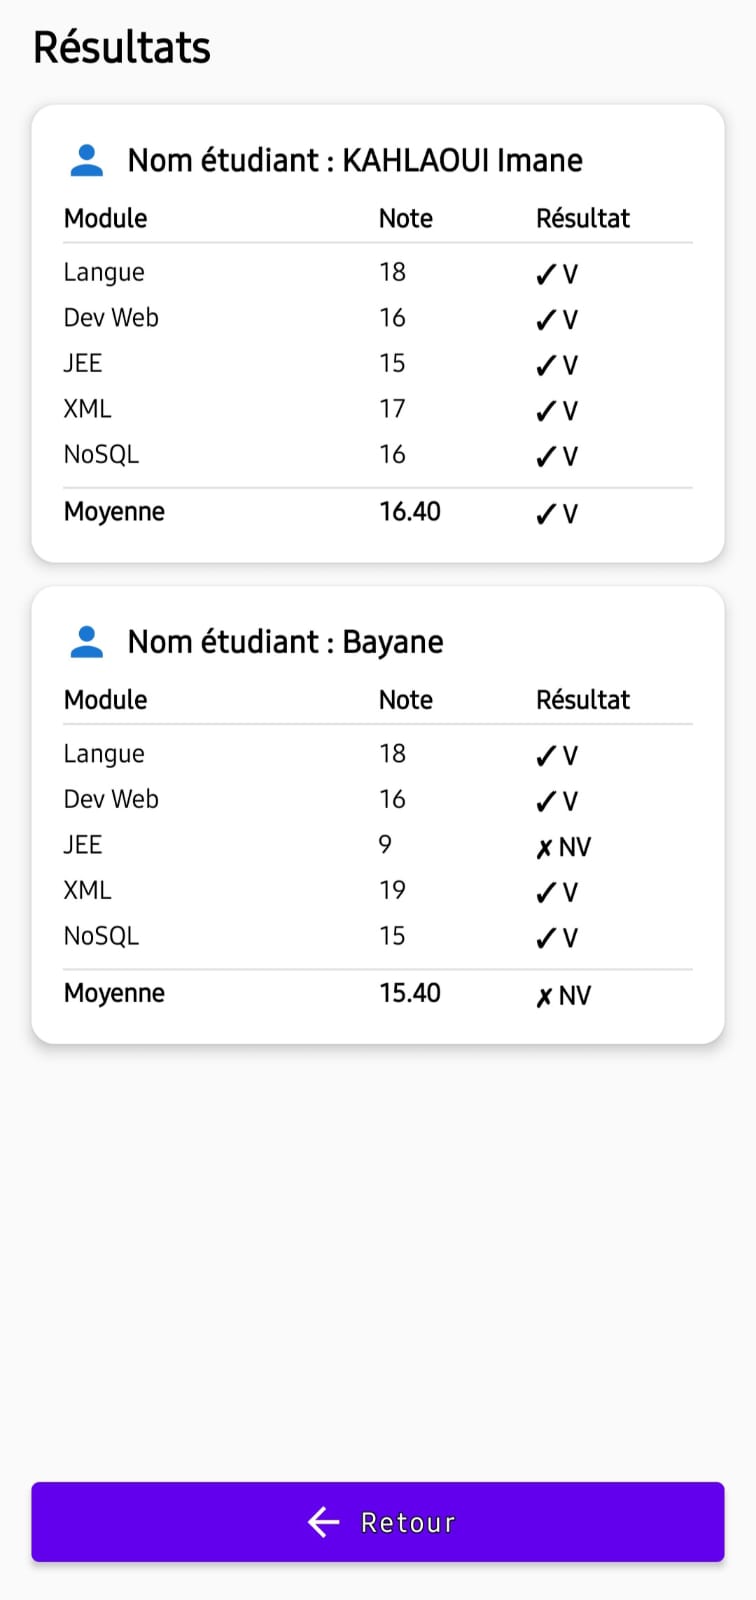 Résultats
Nom étudiant : KAHLAOUI Imane
Module Note Résultat
Langue 18 ✓ V
Dev Web 16 ✓ V
JEE 15 ✓ V
XML 17 ✓ V
NoSQL 16 ✓ V
Moyenne 16.40 ✓ V
Nom étudiant : Bayane
Module Note Résultat
Langue 18 ✓ V
Dev Web 16 ✓ V
JEE 9 ✗ NV
XML 19 ✓ V
NoSQL 15 ✓ V
Moyenne 15.40 ✗ NV
← Retour